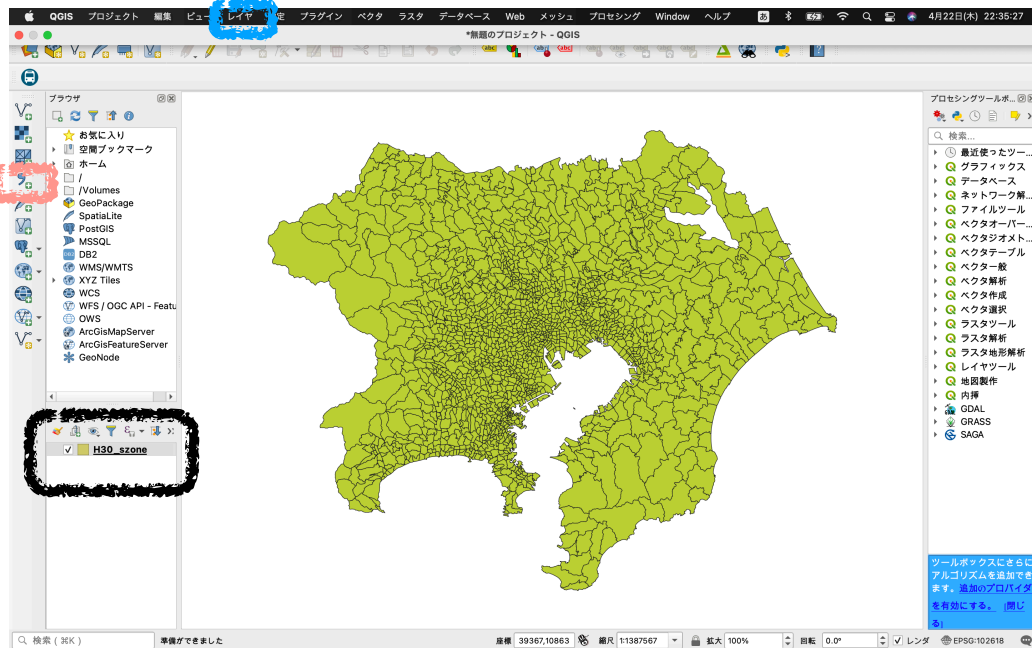 QGIS プロジェクト 編集 ビュー レイヤ 定 プラグイン ベクタ ラスタ データベース Web メッシュ プロセシング Window ヘルプ あ 4月22日(木) 22:35:27
*無題のプロジェクト - QGIS
abc abc abc
ブラウザ
お気に入り
空間ブックマーク
ホーム
/
/Volumes
GeoPackage
SpatiaLite
PostGIS
MSSQL
DB2
WMS/WMTS
XYZ Tiles
WCS
WFS / OGC API - Featu
OWS
ArcGisMapServer
ArcGisFeatureServer
GeoNode
H30_szone
プロセシングツールボ...
検索...
最近使ったツー...
グラフィックス
データベース
ネットワーク解...
ファイルツール
ベクタオーバー...
ベクタジオメト...
ベクタテーブル
ベクタ一般
ベクタ解析
ベクタ作成
ベクタ選択
ラスタツール
ラスタ解析
ラスタ地形解析
レイヤツール
地図製作
内挿
GDAL
GRASS
SAGA
ツールボックスにさらに
アルゴリズムを追加でき
ます。 追加のプロバイダ
を有効にする。 [閉じ
る]
検索 (⌘K) 準備ができました 座標 39367,10863 縮尺 1:1387567 拡大 100% 回転 0.0° レンダ EPSG:102618